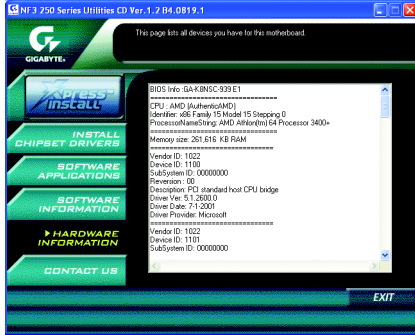 NF3 250 Series Utilities CD Ver.1.2 B4.0819.1
This page lists all devices you have for this motherboard.
G
GIGABYTE
Xpress
Install
INSTALL
CHIPSET DRIVERS
SOFTWARE
APPLICATIONS
SOFTWARE
INFORMATION
HARDWARE
INFORMATION
CONTACT US
BIOS Info :GA-K8NSC-939 E1
================================
CPU : AMD (AuthenticAMD)
Identifier: x86 Family 15 Model 15 Stepping 0
ProcessorNameString: AMD Athlon(tm) 64 Processor 3400+
================================
Memory size: 261,616 KB RAM
================================
Vendor ID: 1022
Device ID: 1100
SubSystem ID: 00000000
Reversion : 00
Description: PCI standard host CPU bridge
Driver Ver: 5.1.2600.0
Driver Date: 7-1-2001
Driver Provider: Microsoft
================================
Vendor ID: 1022
Device ID: 1101
SubSystem ID: 00000000
EXIT